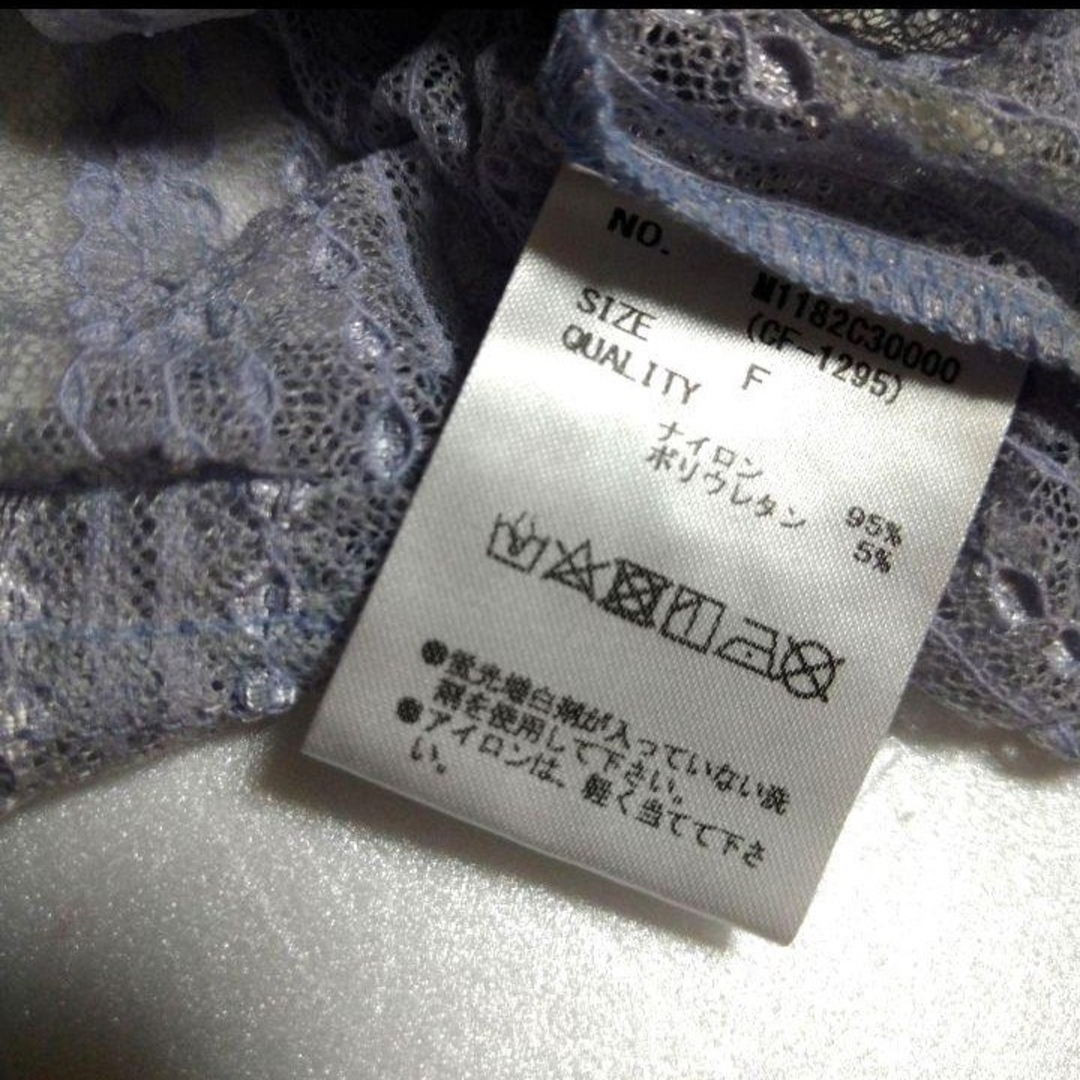 NO. M1182C30000
(CF-1295)
SIZE F
QUALITY
ナイロン 95%
ポリウレタン 5%
●蛍光増白剤が入っていない洗
剤を使用して下さい。
●アイロンは、軽く当てて下さ
い。